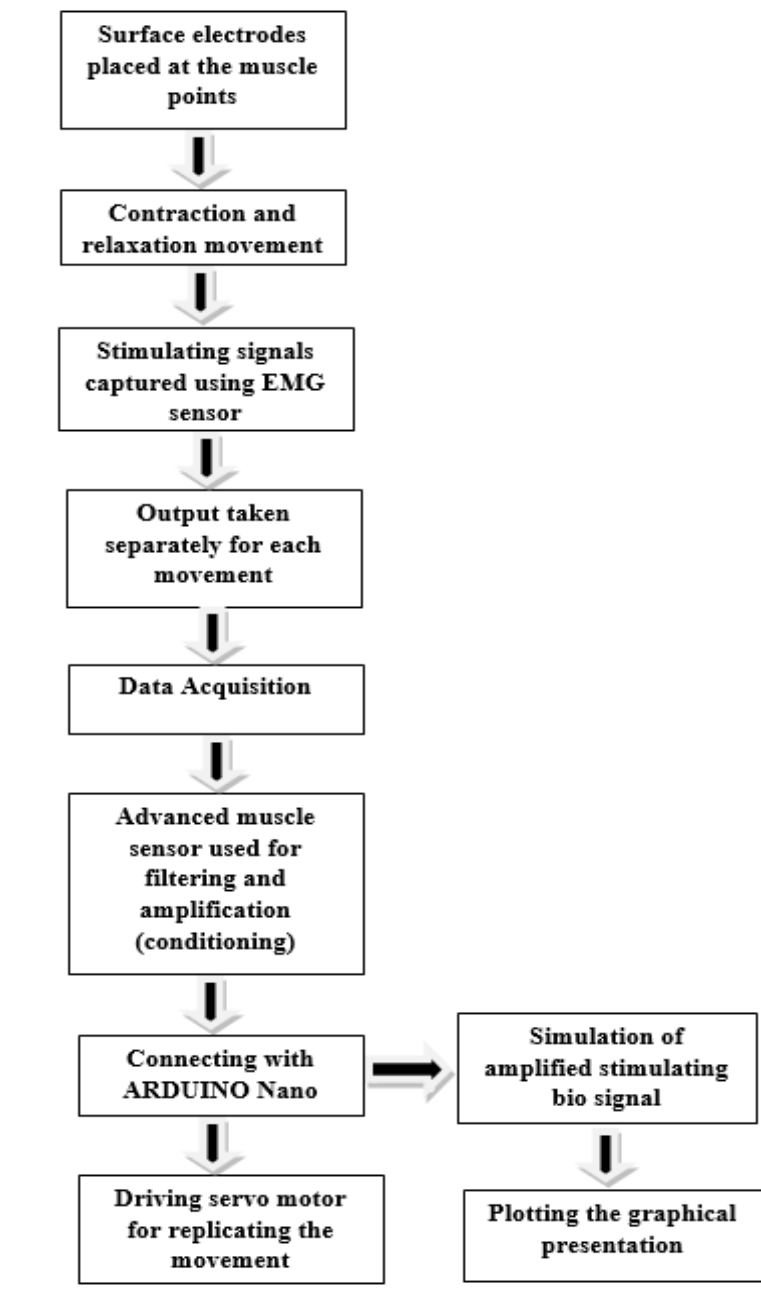 Surface electrodes
placed at the muscle
points
Contraction and
relaxation movement
Stimulating signals
captured using EMG
sensor
Output taken
separately for each
movement
Data Acquisition
Advanced muscle
sensor used for
filtering and
amplification
(conditioning)
Connecting with
ARDUINO Nano
Simulation of
amplified stimulating
bio signal
Driving servo motor
for replicating the
movement
Plotting the graphical
presentation